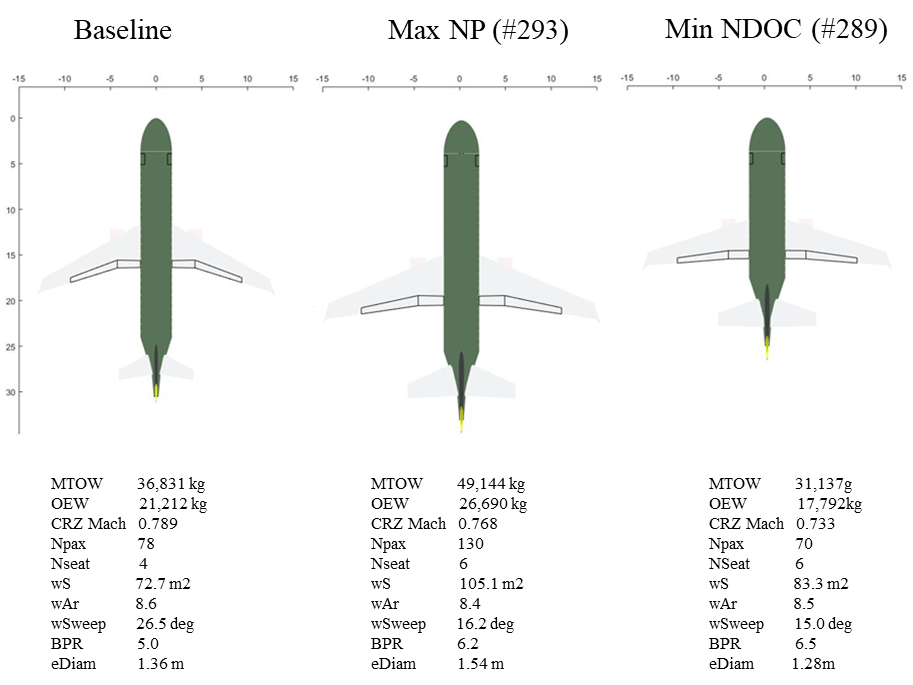 Baseline Max NP (#293) Min NDOC (#289)
-15 -10 -5 0 5 10 15 -15 -10 -5 0 5 10 15 -15 -10 -5 0 5 10 15
0
5
10
15
20
25
30
MTOW 36,831 kg MTOW 49,144 kg MTOW 31,137g
OEW 21,212 kg OEW 26,690 kg OEW 17,792kg
CRZ Mach 0.789 CRZ Mach 0.768 CRZ Mach 0.733
Npax 78 Npax 130 Npax 70
Nseat 4 Nseat 6 NSeat 6
wS 72.7 m2 wS 105.1 m2 wS 83.3 m2
wAr 8.6 wAr 8.4 wAr 8.5
wSweep 26.5 deg wSweep 16.2 deg wSweep 15.0 deg
BPR 5.0 BPR 6.2 BPR 6.5
eDiam 1.36 m eDiam 1.54 m eDiam 1.28m